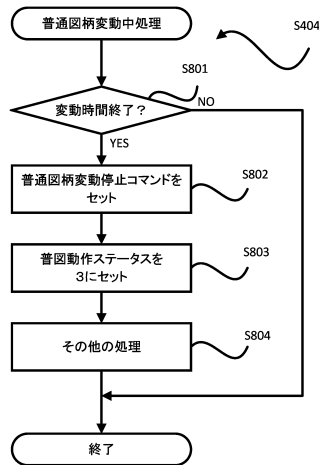 普通図柄変動中処理
S404
S801
変動時間終了？
NO
YES
普通図柄変動停止コマンドを
セット
S802
普図動作ステータスを
３にセット
S803
その他の処理
S804
終了